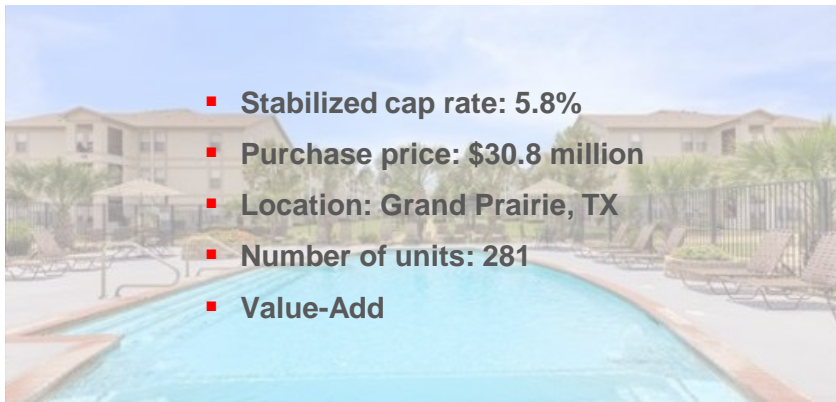 ▪ Stabilized cap rate: 5.8%
▪ Purchase price: $30.8 million
▪ Location: Grand Prairie, TX
▪ Number of units: 281
▪ Value-Add